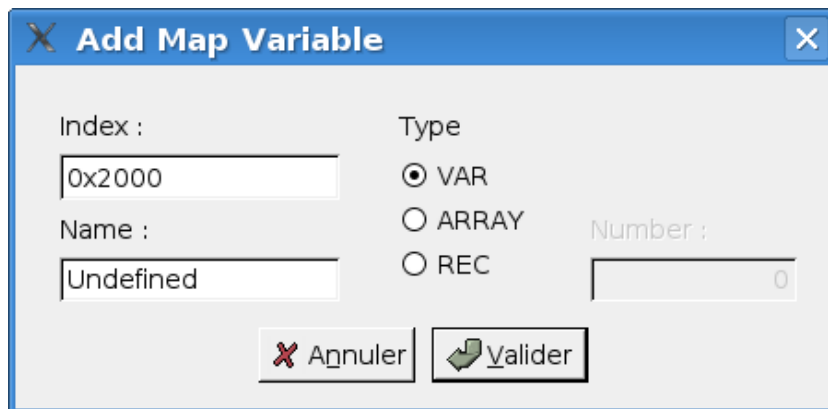 Add Map Variable
Index :
0x2000
Name :
Undefined
Type
VAR
ARRAY
REC
Number :
0
Annuler
Valider